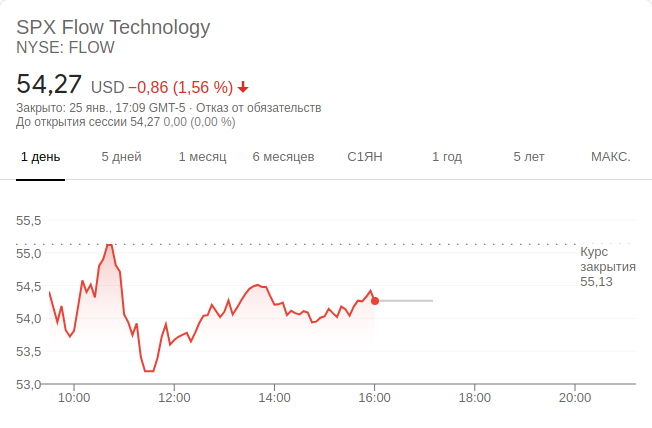 SPX Flow Technology
NYSE: FLOW
54,27 USD −0,86 (1,56 %)
Закрыто: 25 янв., 17:09 GMT-5 · Отказ от обязательств
До открытия сессии 54,27 0,00 (0,00 %)
1 день 5 дней 1 месяц 6 месяцев С1ЯН 1 год 5 лет МАКС.
55,5
55,0
54,5
54,0
53,5
53,0
Курс
закрытия
55,13
10:00 12:00 14:00 16:00 18:00 20:00